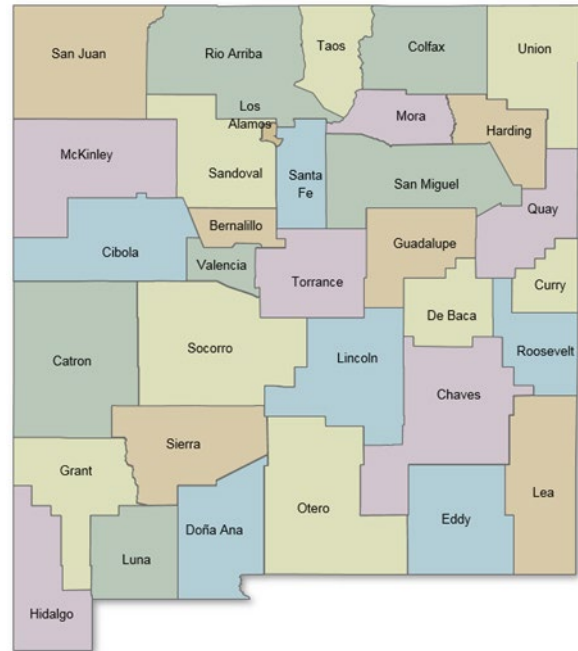 San Juan
Rio Arriba
Taos
Colfax
Union
Los
Alamos
Mora
Harding
McKinley
Sandoval
Santa
Fe
San Miguel
Quay
Bernalillo
Guadalupe
Cibola
Valencia
Torrance
Curry
De Baca
Socorro
Lincoln
Roosevelt
Catron
Chaves
Sierra
Grant
Lea
Otero
Eddy
Doña Ana
Luna
Hidalgo